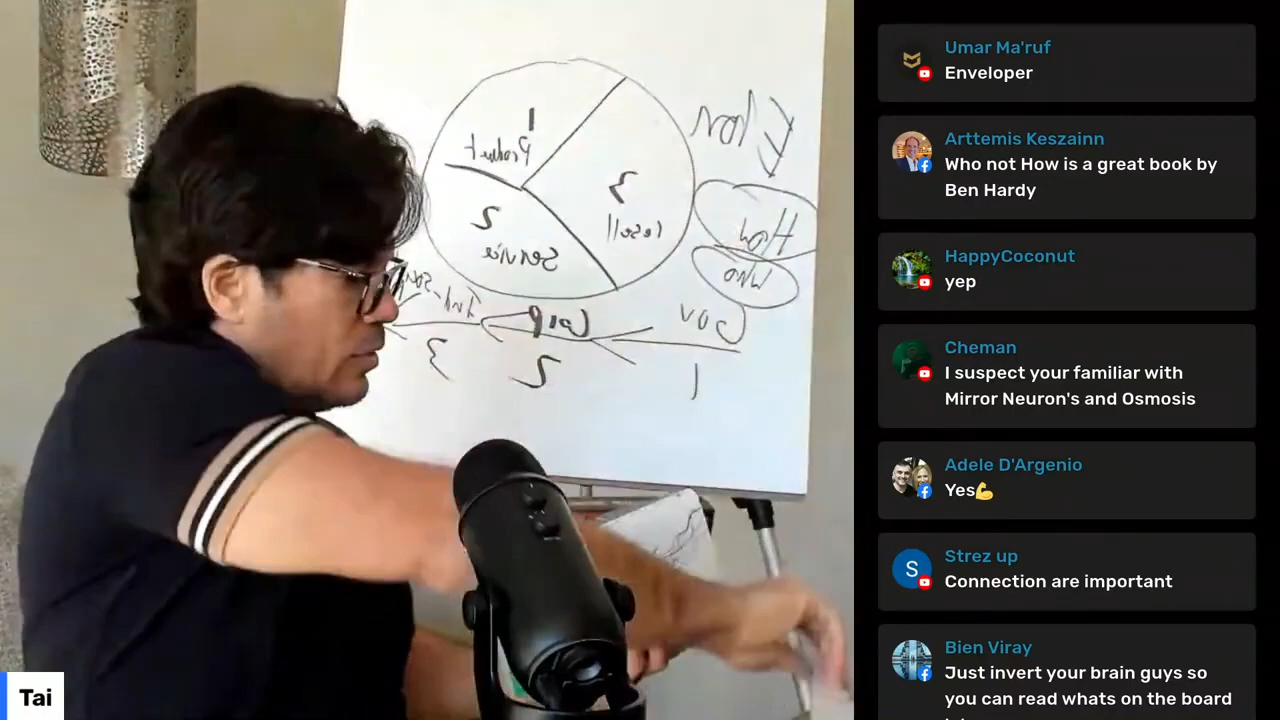 Elon
1
Product
3
resell
2
Service
How
Who
YOU
Corp
1
2
3
Tai
Umar Ma'ruf
Enveloper
Arttemis Keszainn
Who not How is a great book by
Ben Hardy
HappyCoconut
yep
Cheman
I suspect your familiar with
Mirror Neuron's and Osmosis
Adele D'Argenio
Yes💪
Strez up
S
Connection are important
Bien Viray
Just invert your brain guys so
you can read whats on the board